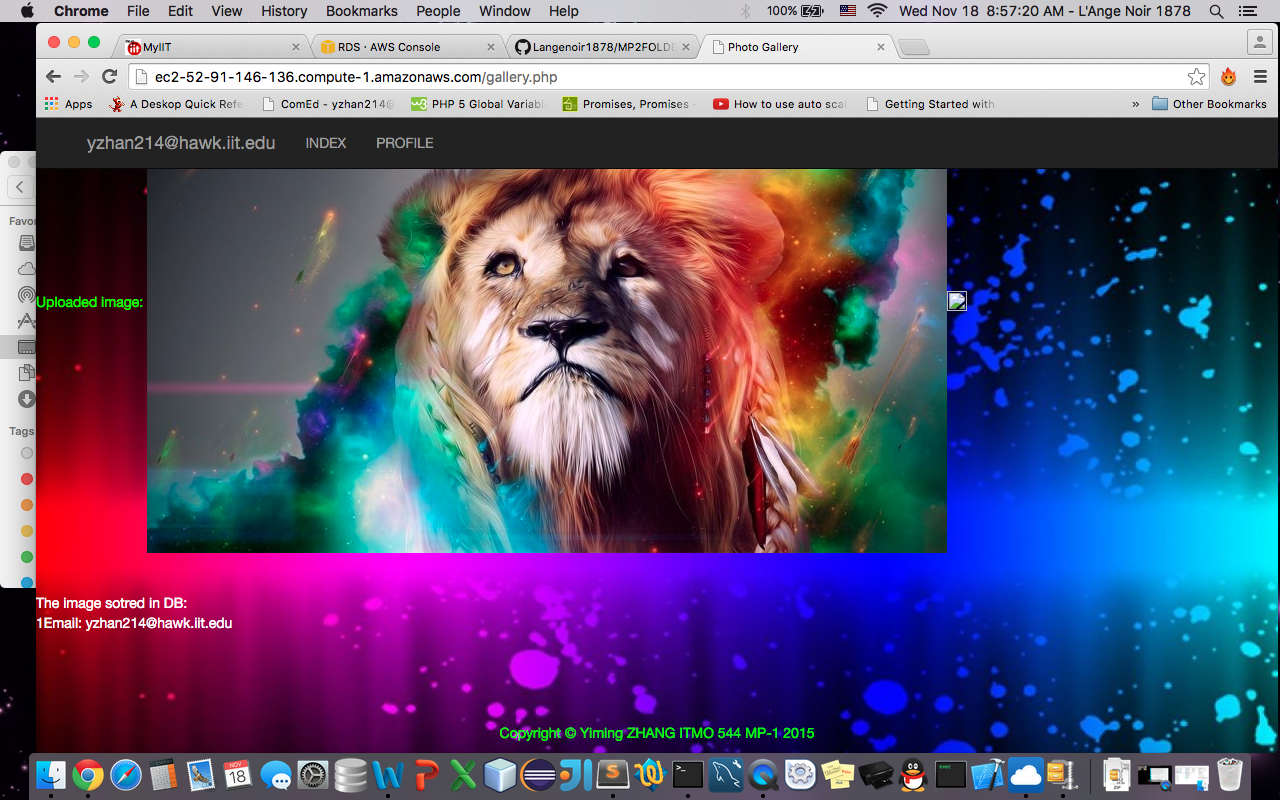 Chrome File Edit View History Bookmarks People Window Help 100% Wed Nov 18 8:57:20 AM - L'Ange Noir 1878
MyIIT RDS · AWS Console Langenoir1878/MP2FOLD Photo Gallery
ec2-52-91-146-136.compute-1.amazonaws.com/gallery.php
Apps A Deskop Quick Refe ComEd - yzhan214@ PHP 5 Global Variab Promises, Promises - How to use auto scal Getting Started with » Other Bookmarks
yzhan214@hawk.iit.edu INDEX PROFILE
Favor
Uploaded image:
Tags
The image sotred in DB:
1Email: yzhan214@hawk.iit.edu
Copyright © Yiming ZHANG ITMO 544 MP-1 2015
NOV
18